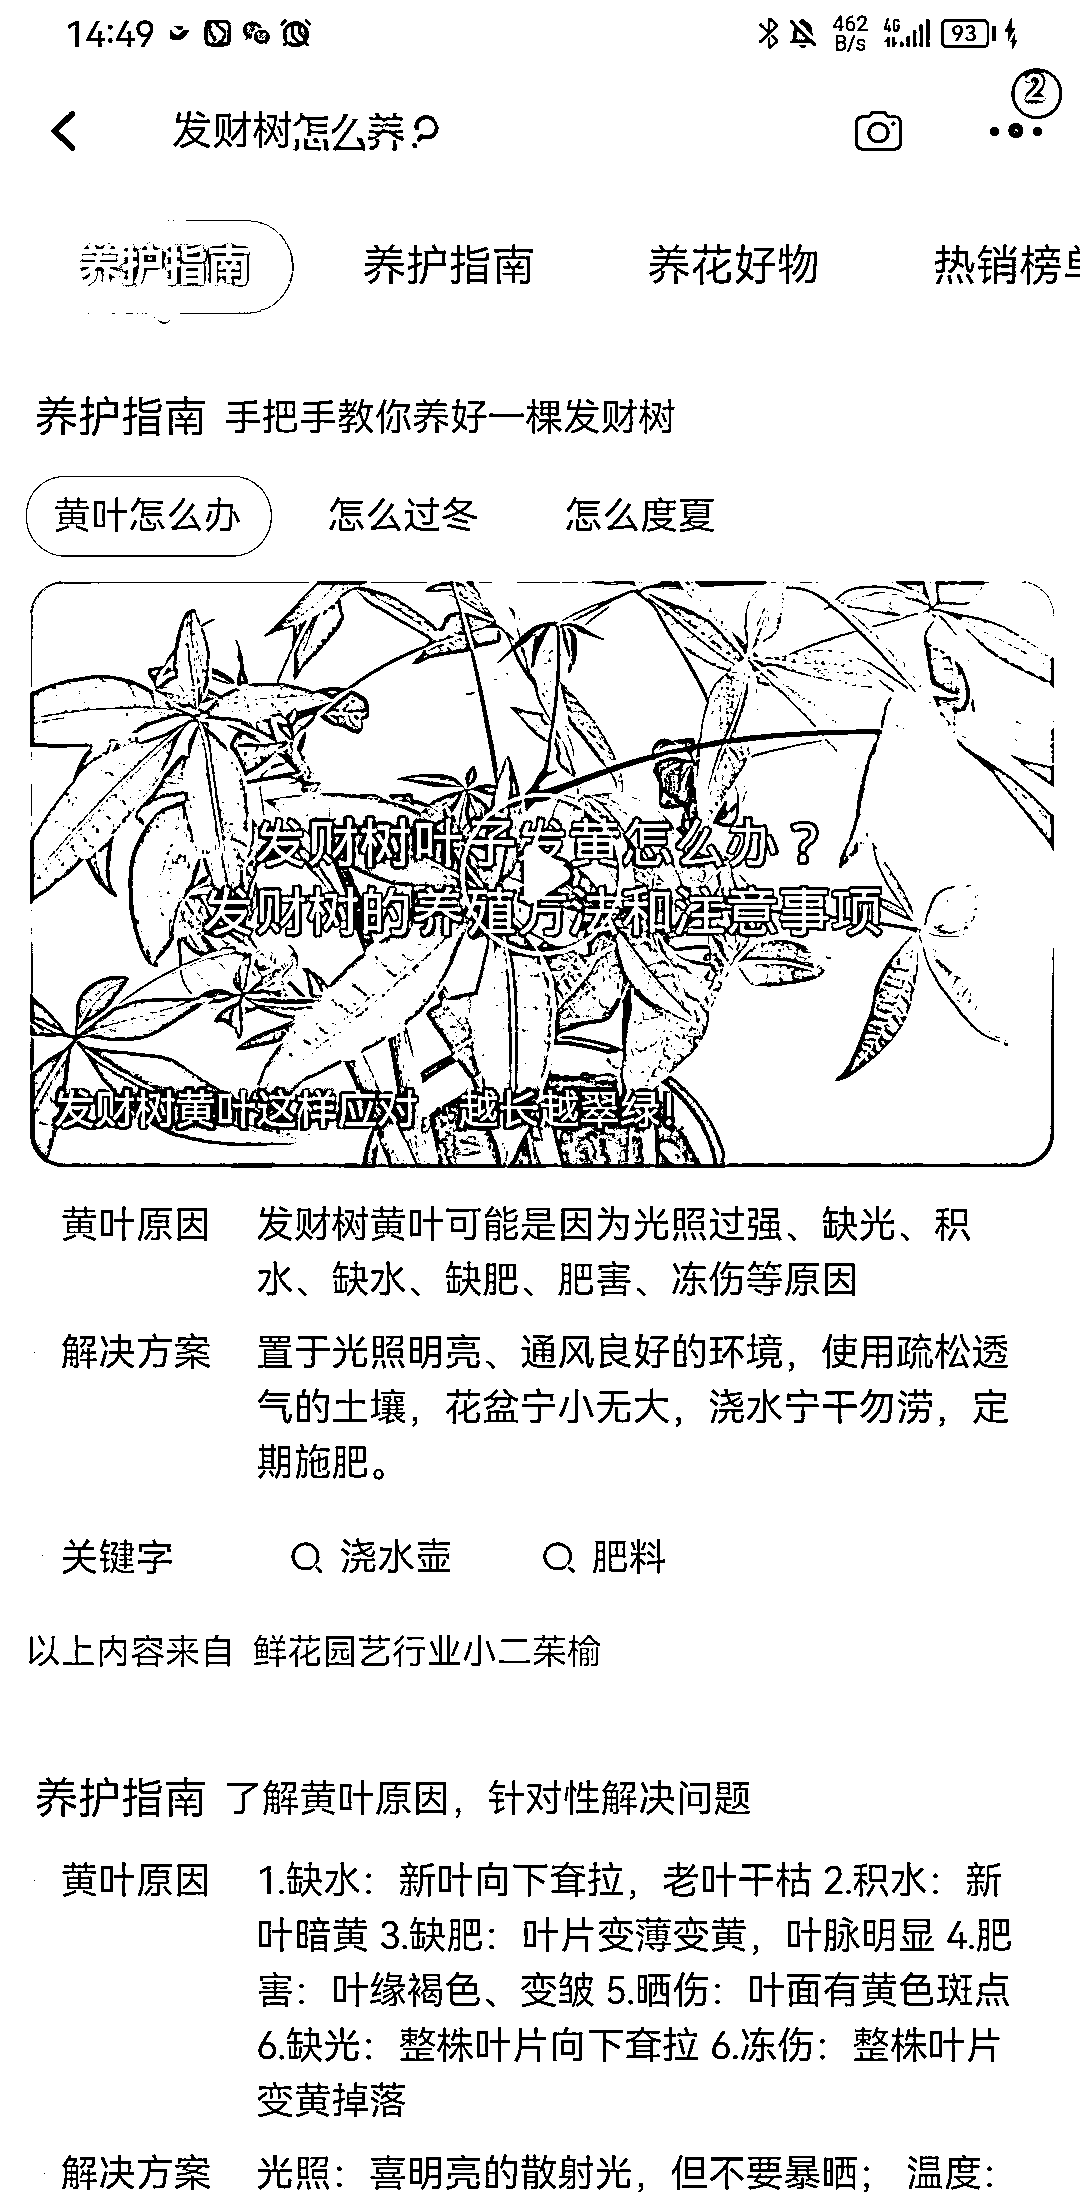 14:49
462 B/s 4G 93
2
发财树怎么养?
养护指南 养护指南 养花好物 热销榜单
养护指南 手把手教你养好一棵发财树
黄叶怎么办 怎么过冬 怎么度夏
发财树叶子发黄怎么办？
发财树的养殖方法和注意事项
发财树黄叶这样应对，越长越翠绿!
黄叶原因 发财树黄叶可能是因为光照过强、缺光、积
水、缺水、缺肥、肥害、冻伤等原因
解决方案 置于光照明亮、通风良好的环境，使用疏松透
气的土壤，花盆宁小无大，浇水宁干勿涝，定
期施肥。
关键字 浇水壶 肥料
以上内容来自 鲜花园艺行业小二茱榆
养护指南 了解黄叶原因，针对性解决问题
黄叶原因 1.缺水：新叶向下耷拉，老叶干枯 2.积水：新
叶暗黄 3.缺肥：叶片变薄变黄，叶脉明显 4.肥
害：叶缘褐色、变皱 5.晒伤：叶面有黄色斑点
6.缺光：整株叶片向下耷拉 6.冻伤：整株叶片
变黄掉落
解决方案 光照：喜明亮的散射光，但不要暴晒； 温度：